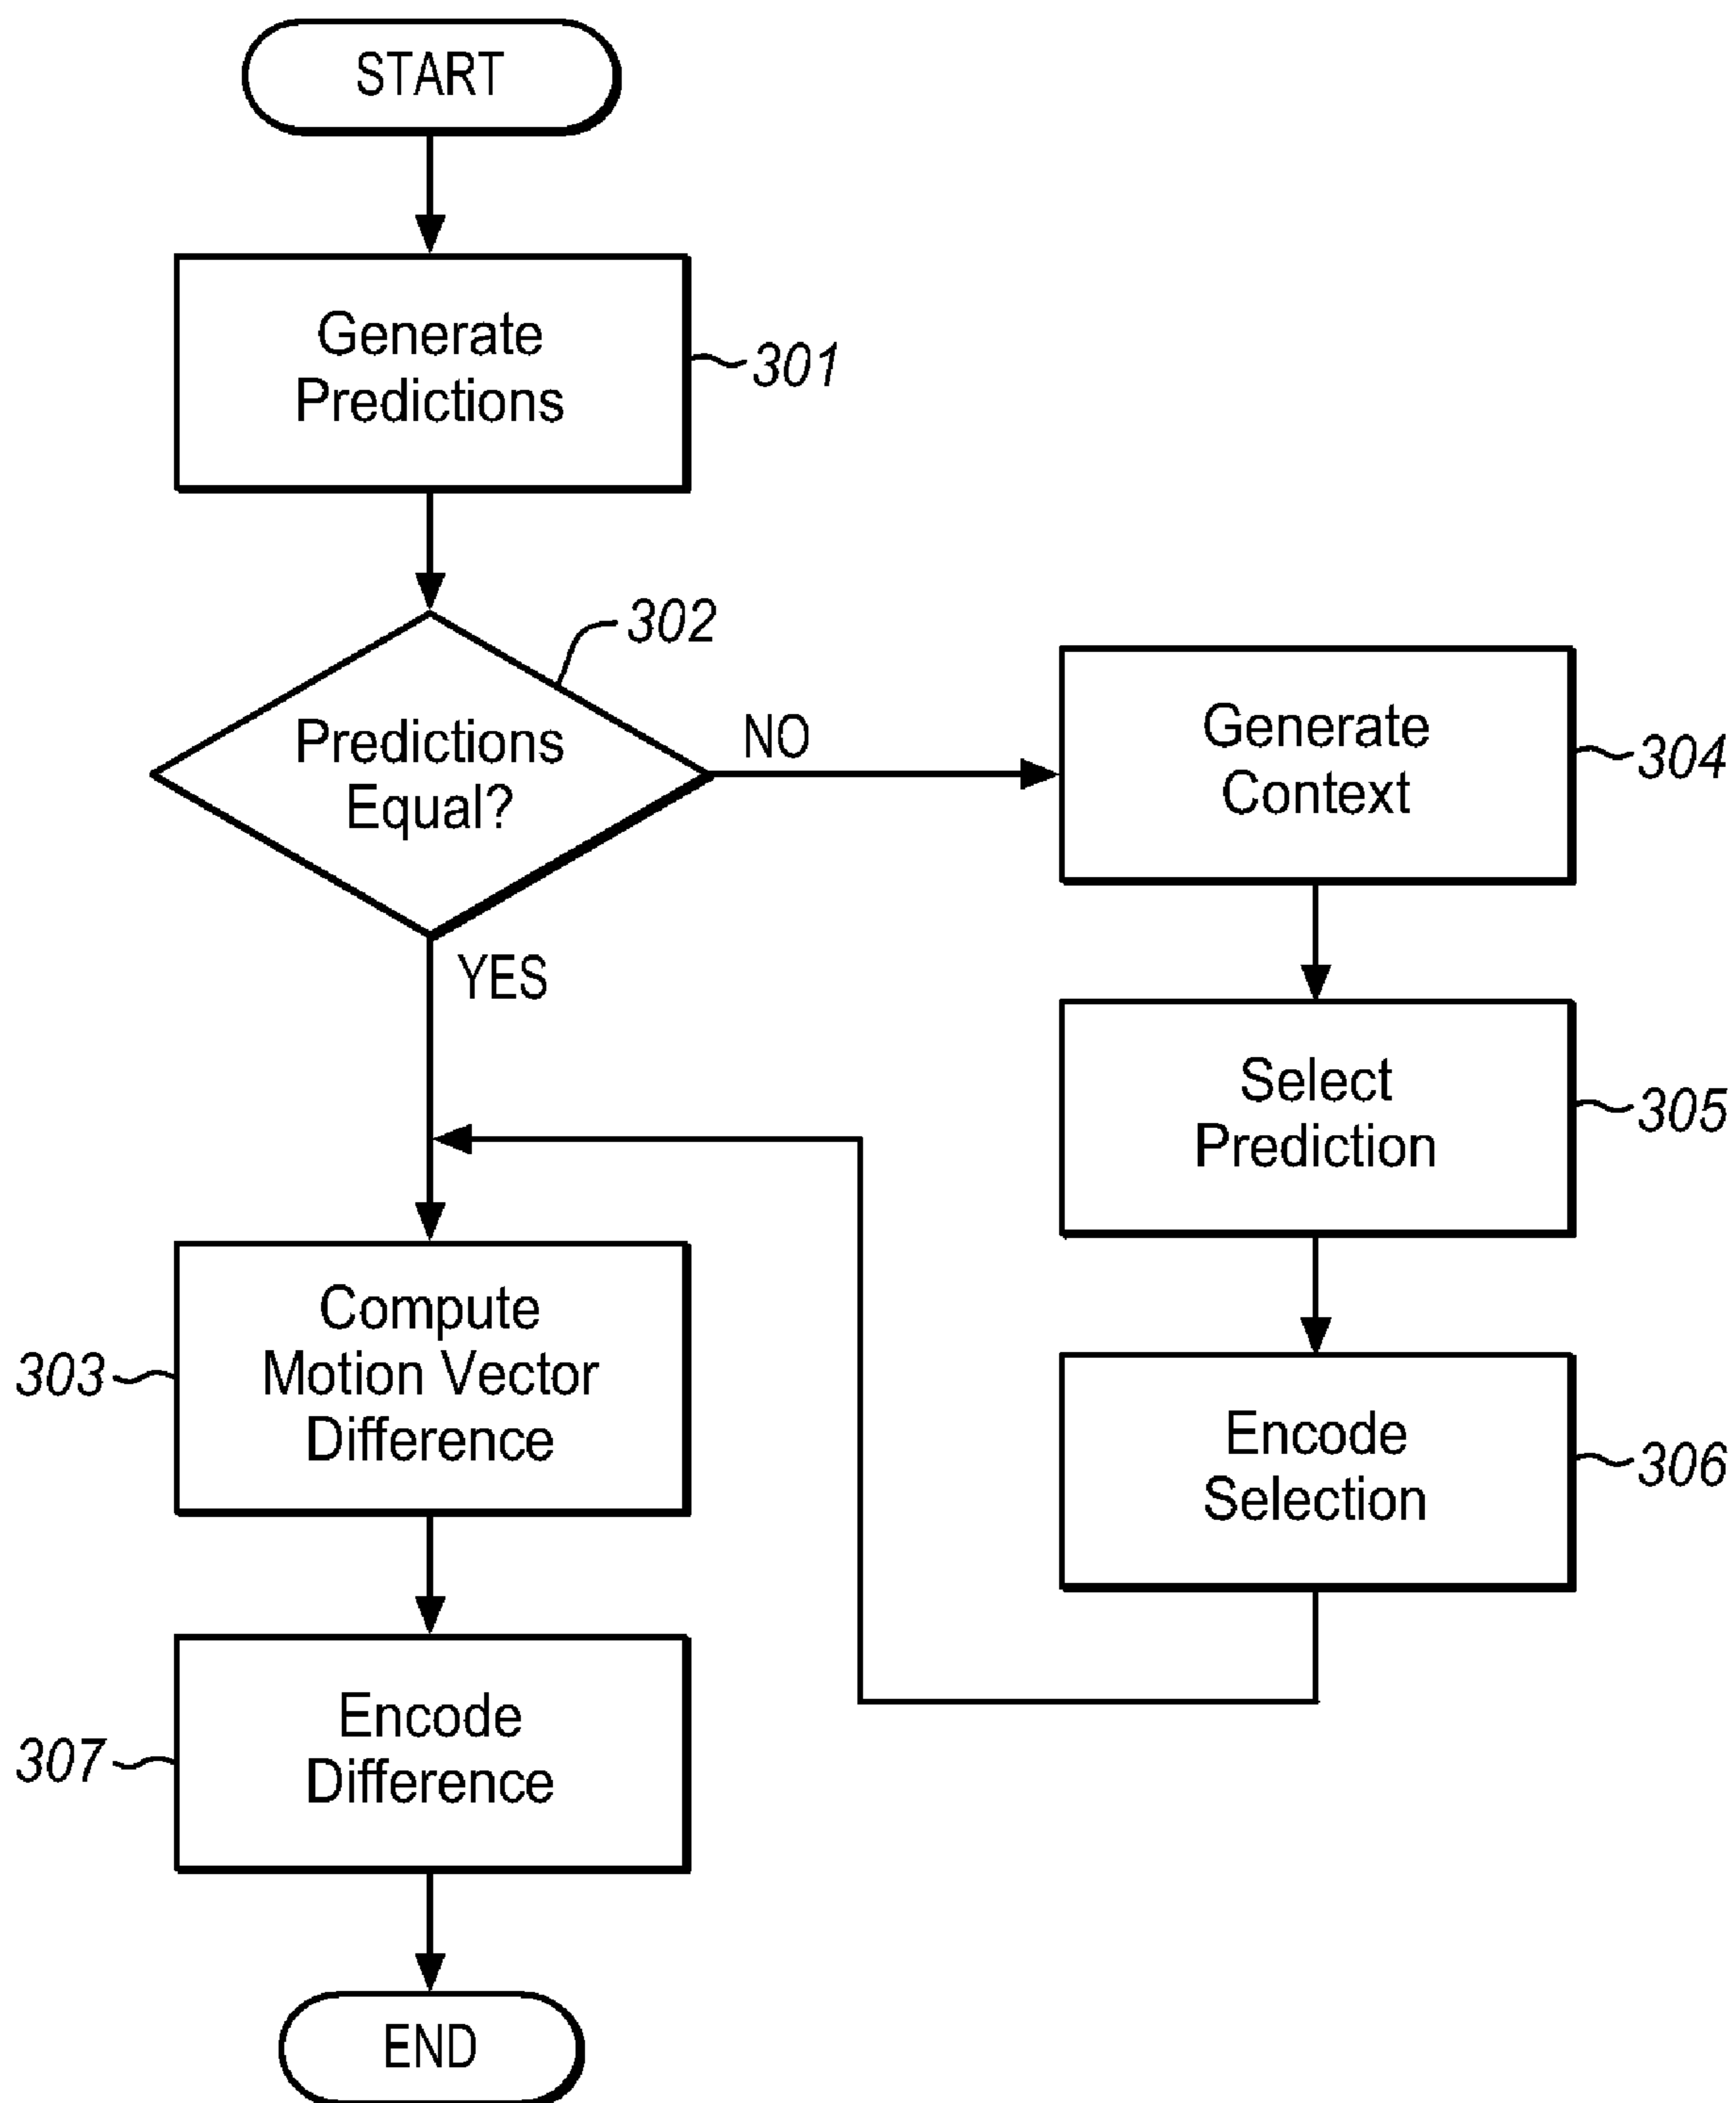 START
Generate
Predictions
301
302
Predictions
Equal?
NO
YES
Generate
Context
304
Select
Prediction
305
Encode
Selection
306
Compute
Motion Vector
Difference
303
Encode
Difference
307
END